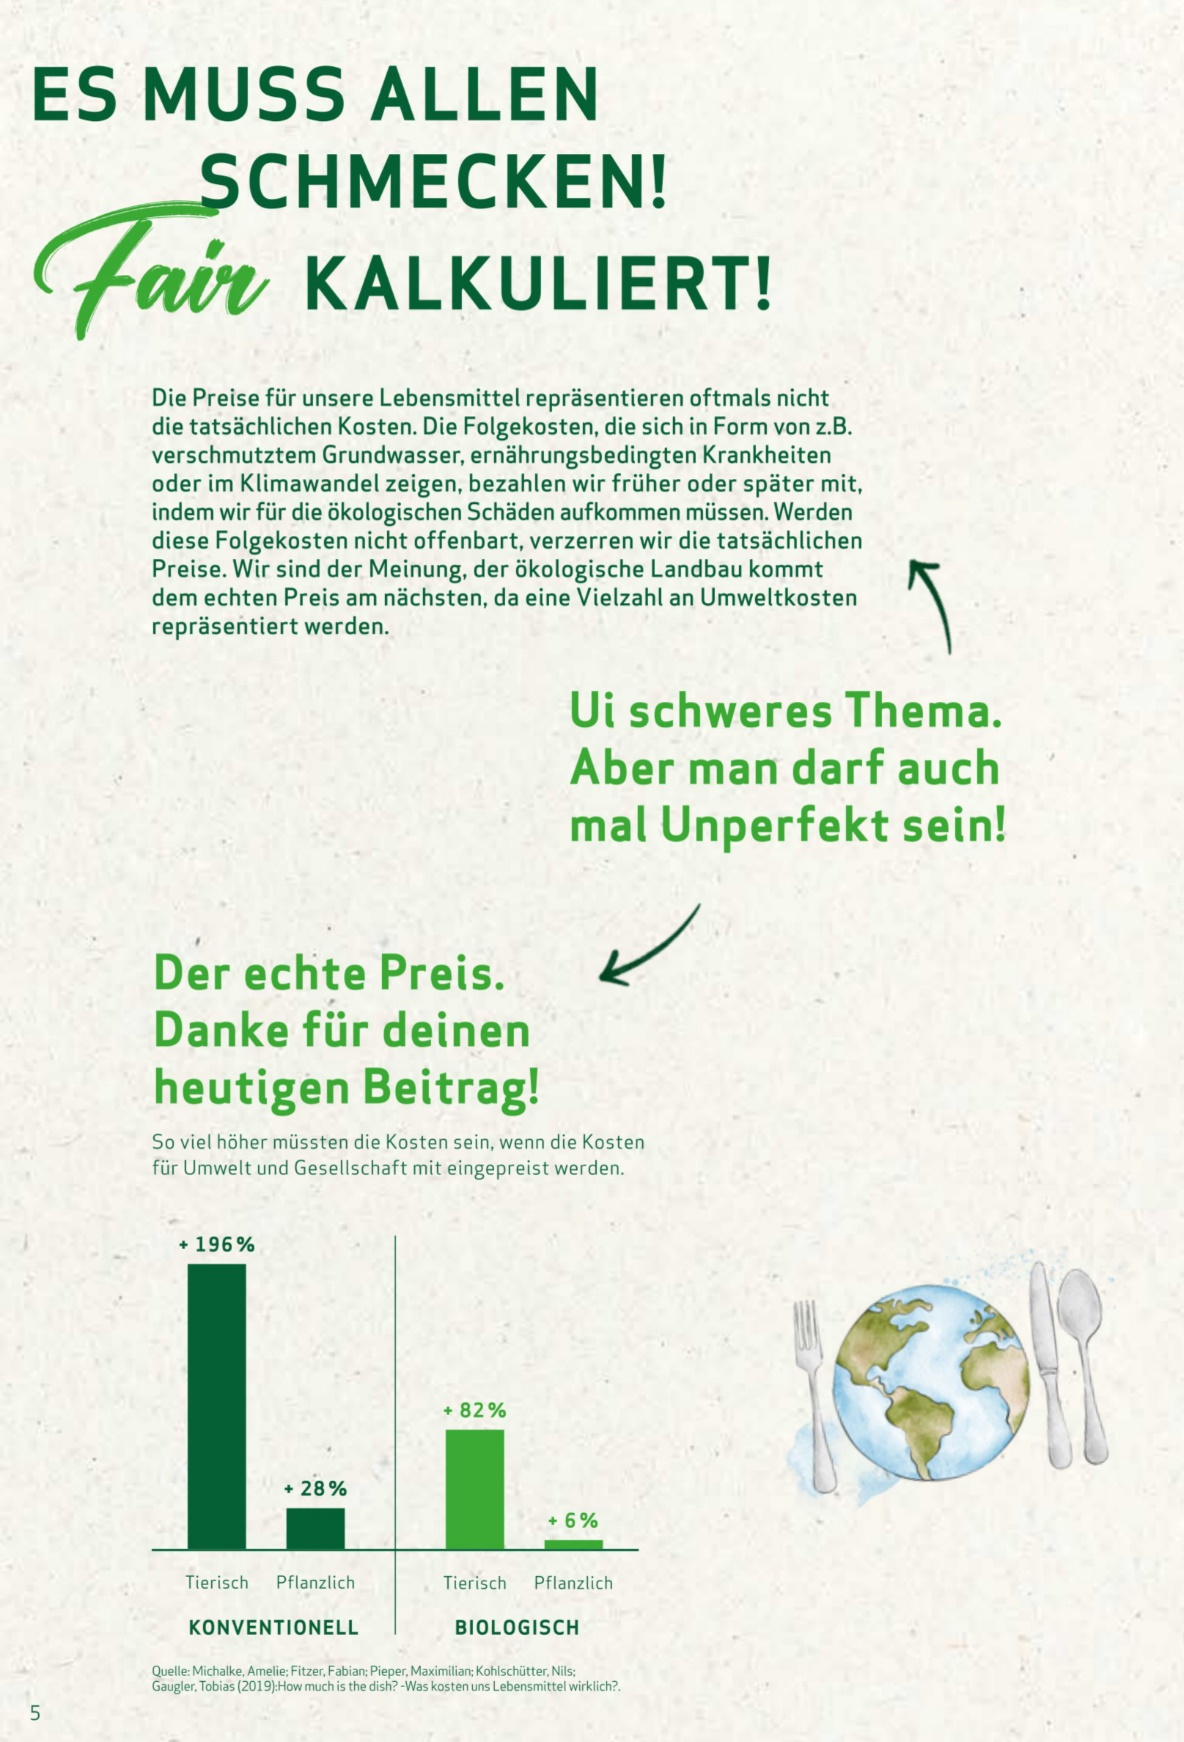 ES MUSS ALLEN
SCHMECKEN!
Fair KALKULIERT!
Die Preise für unsere Lebensmittel repräsentieren oftmals nicht
die tatsächlichen Kosten. Die Folgekosten, die sich in Form von z.B.
verschmutztem Grundwasser, ernährungsbedingten Krankheiten
oder im Klimawandel zeigen, bezahlen wir früher oder später mit,
indem wir für die ökologischen Schäden aufkommen müssen. Werden
diese Folgekosten nicht offenbart, verzerren wir die tatsächlichen
Preise. Wir sind der Meinung, der ökologische Landbau kommt
dem echten Preis am nächsten, da eine Vielzahl an Umweltkosten
repräsentiert werden.
Ui schweres Thema.
Aber man darf auch
mal Unperfekt sein!
Der echte Preis.
Danke für deinen
heutigen Beitrag!
So viel höher müssten die Kosten sein, wenn die Kosten
für Umwelt und Gesellschaft mit eingepreist werden.
+ 196%
+ 82%
+ 28%
+ 6%
Tierisch Pflanzlich Tierisch Pflanzlich
KONVENTIONELL BIOLOGISCH
Quelle: Michalke, Amelie; Fitzer, Fabian; Pieper, Maximilian; Kohlschütter, Nils;
Gaugler, Tobias (2019):How much is the dish? -Was kosten uns Lebensmittel wirklich?.
5